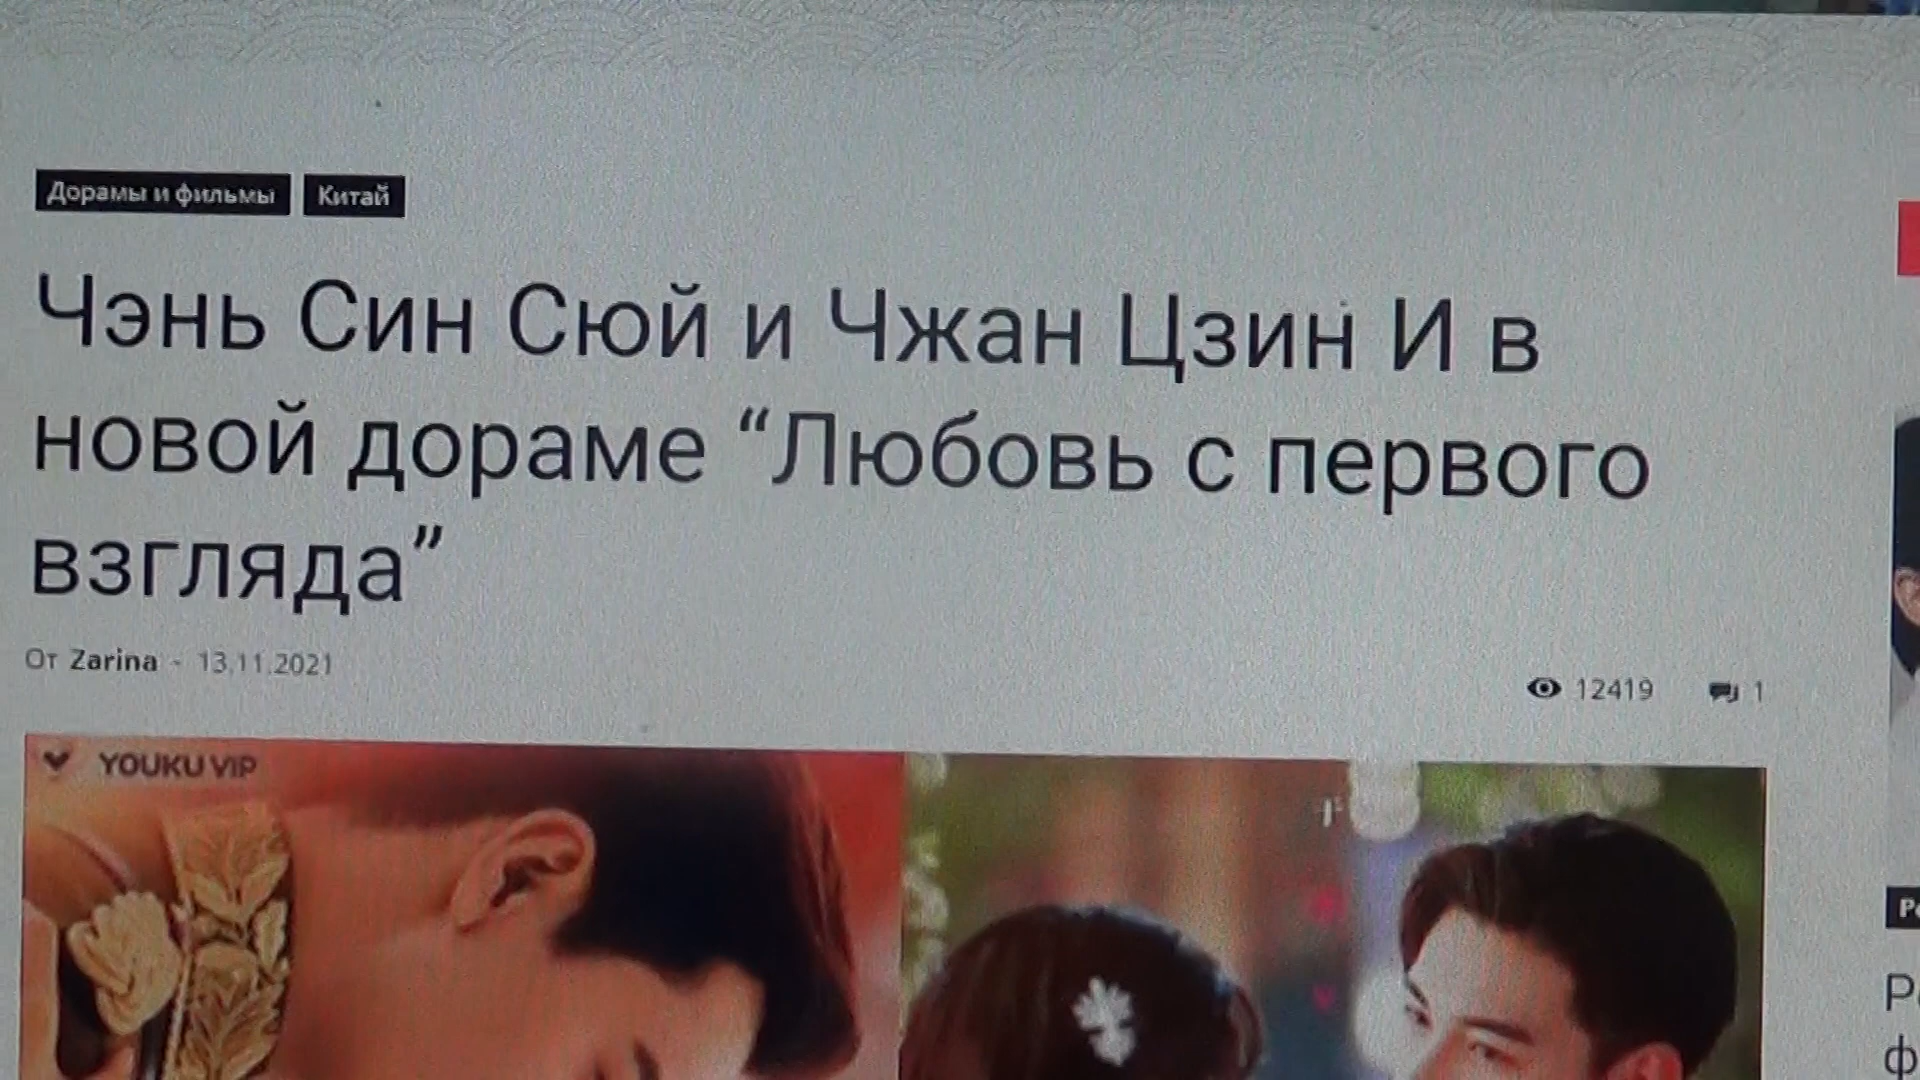 Дорамы и фильмы Китай
Чэнь Син Сюй и Чжан Цзин И в
новой дораме “Любовь с первого
взгляда”
От Zarina - 13.11.2021
12419 1
YOUKU VIP